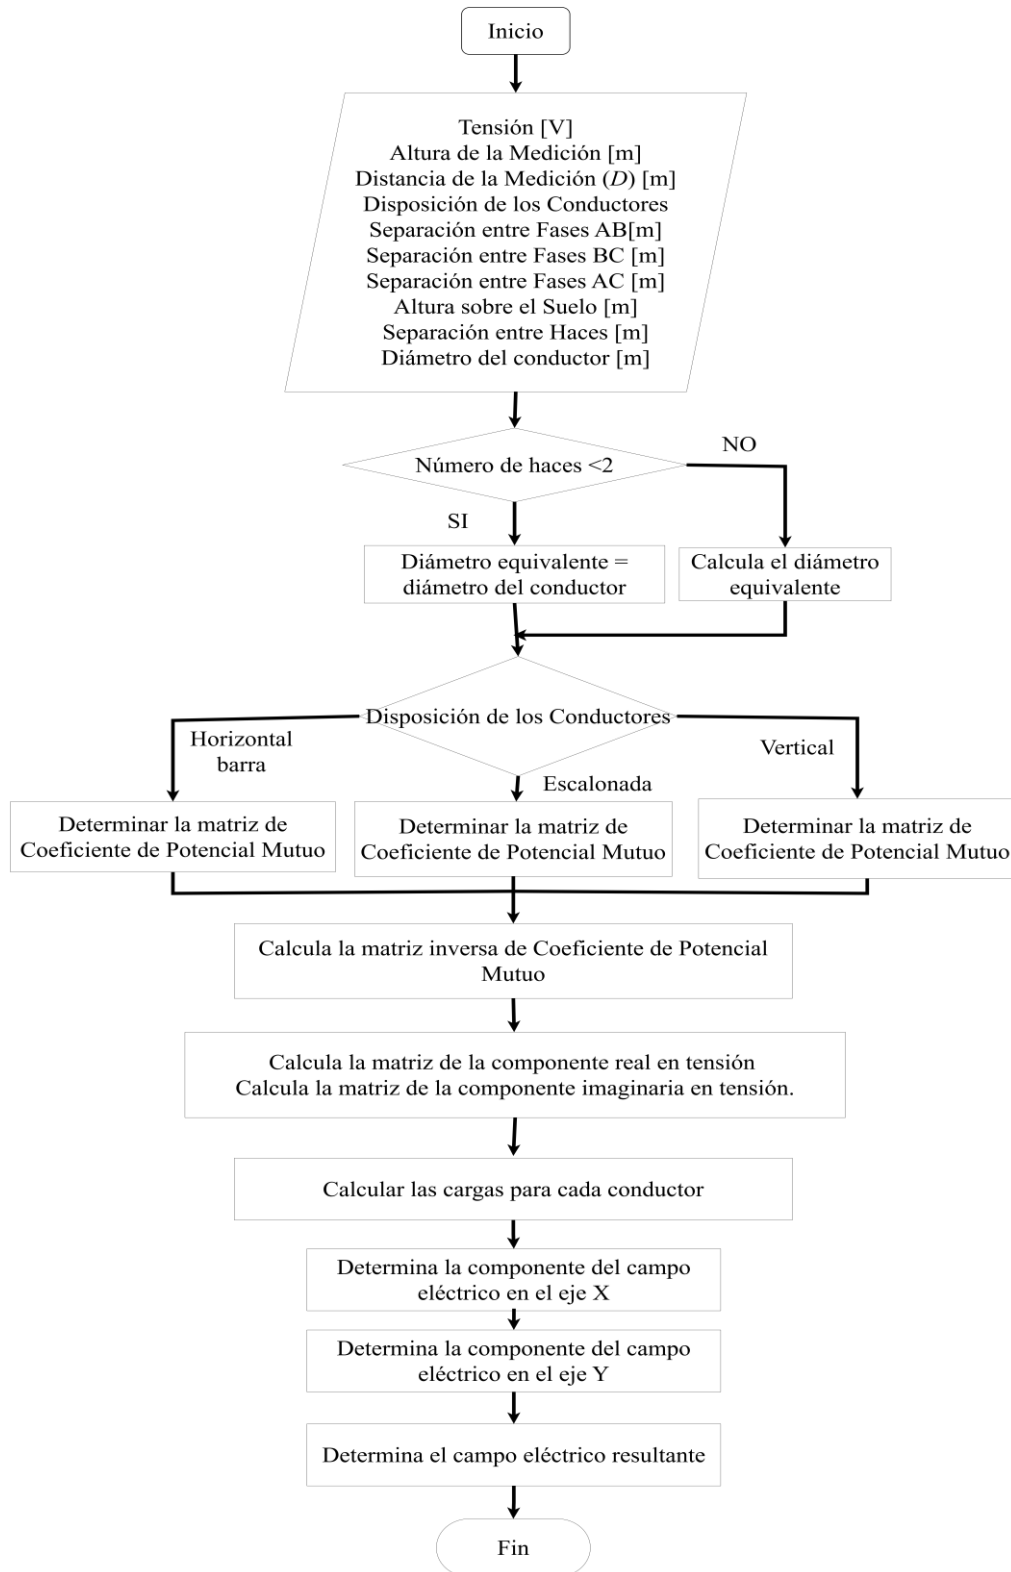 Inicio
Tensión [V]
Altura de la Medición [m]
Distancia de la Medición (D) [m]
Disposición de los Conductores
Separación entre Fases AB[m]
Separación entre Fases BC [m]
Separación entre Fases AC [m]
Altura sobre el Suelo [m]
Separación entre Haces [m]
Diámetro del conductor [m]
Número de haces <2
NO
SI
Diámetro equivalente =
diámetro del conductor
Calcula el diámetro
equivalente
Disposición de los Conductores
Horizontal
barra
Escalonada
Vertical
Determinar la matriz de
Coeficiente de Potencial Mutuo
Determinar la matriz de
Coeficiente de Potencial Mutuo
Determinar la matriz de
Coeficiente de Potencial Mutuo
Calcula la matriz inversa de Coeficiente de Potencial
Mutuo
Calcula la matriz de la componente real en tensión
Calcula la matriz de la componente imaginaria en tensión.
Calcular las cargas para cada conductor
Determina la componente del campo
eléctrico en el eje X
Determina la componente del campo
eléctrico en el eje Y
Determina el campo eléctrico resultante
Fin